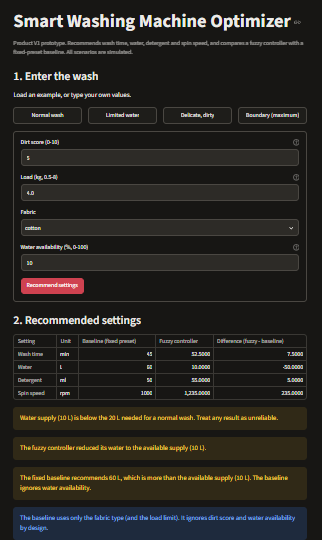 Smart Washing Machine Optimizer
Product V1 prototype. Recommends wash time, water, detergent and spin speed, and compares a fuzzy controller with a
fixed-preset baseline. All scenarios are simulated.
1. Enter the wash
Load an example, or type your own values.
Normal wash Limited water Delicate, dirty Boundary (maximum)
Dirt score (0-10)
5
Load (kg, 0.5-8)
4.0
Fabric
cotton
Water availability (%, 0-100)
10
Recommend settings
2. Recommended settings
Setting Unit Baseline (fixed preset) Fuzzy controller Difference (fuzzy - baseline)
Wash time min 45 52.5000 7.5000
Water L 60 10.0000 -50.0000
Detergent ml 50 55.0000 5.0000
Spin speed rpm 1000 1,235.0000 235.0000
Water supply (10 L) is below the 20 L needed for a normal wash. Treat any result as unreliable.
The fuzzy controller reduced its water to the available supply (10 L).
The fixed baseline recommends 60 L, which is more than the available supply (10 L). The baseline
ignores water availability.
The baseline uses only the fabric type (and the load limit). It ignores dirt score and water availability
by design.